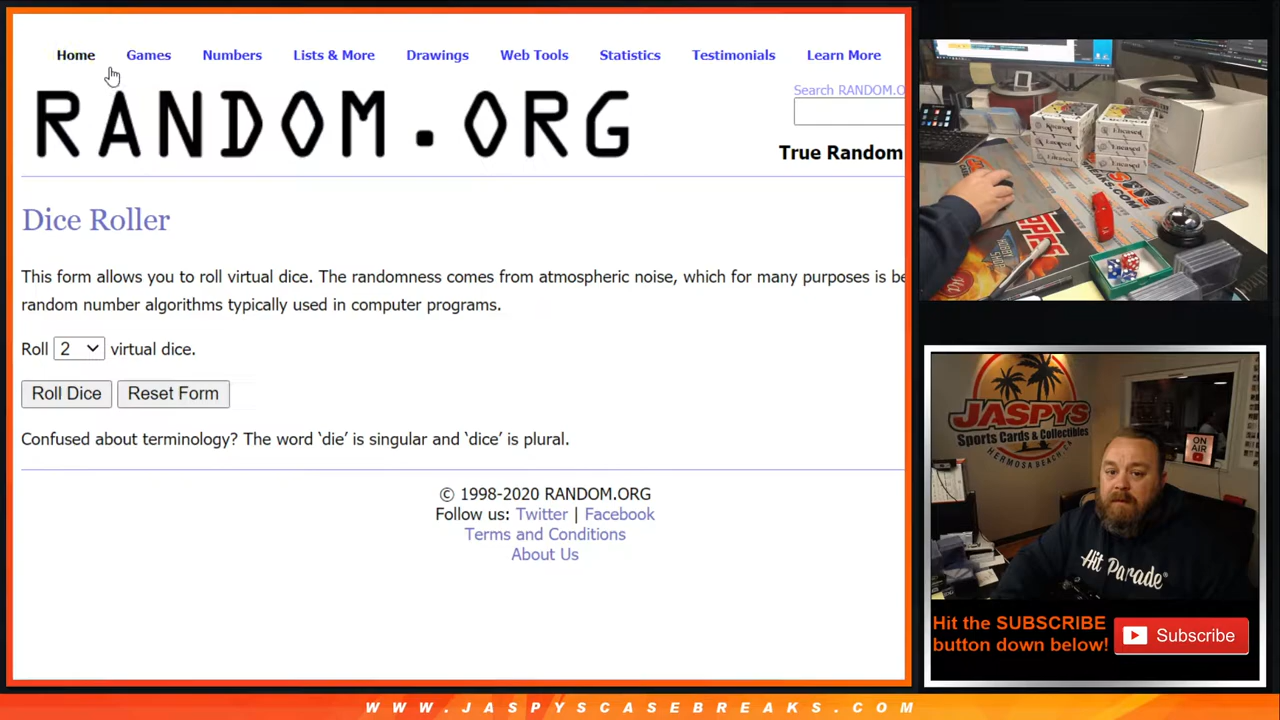 Home Games Numbers Lists & More Drawings Web Tools Statistics Testimonials Learn More
Search RANDOM.O
RANDOM.ORG
True Random
Dice Roller
This form allows you to roll virtual dice. The randomness comes from atmospheric noise, which for many purposes is be
random number algorithms typically used in computer programs.
Roll 2 virtual dice.
Roll Dice Reset Form
Confused about terminology? The word ‘die’ is singular and ‘dice’ is plural.
© 1998-2020 RANDOM.ORG
Follow us: Twitter | Facebook
Terms and Conditions
About Us
JASPYS
Sports Cards & Collectibles
HERMOSA BEACH, CA
ON AIR
Hit Parade
Hit the SUBSCRIBE
button down below!
Subscribe
WWW.JASPYSCASEBREAKS.COM